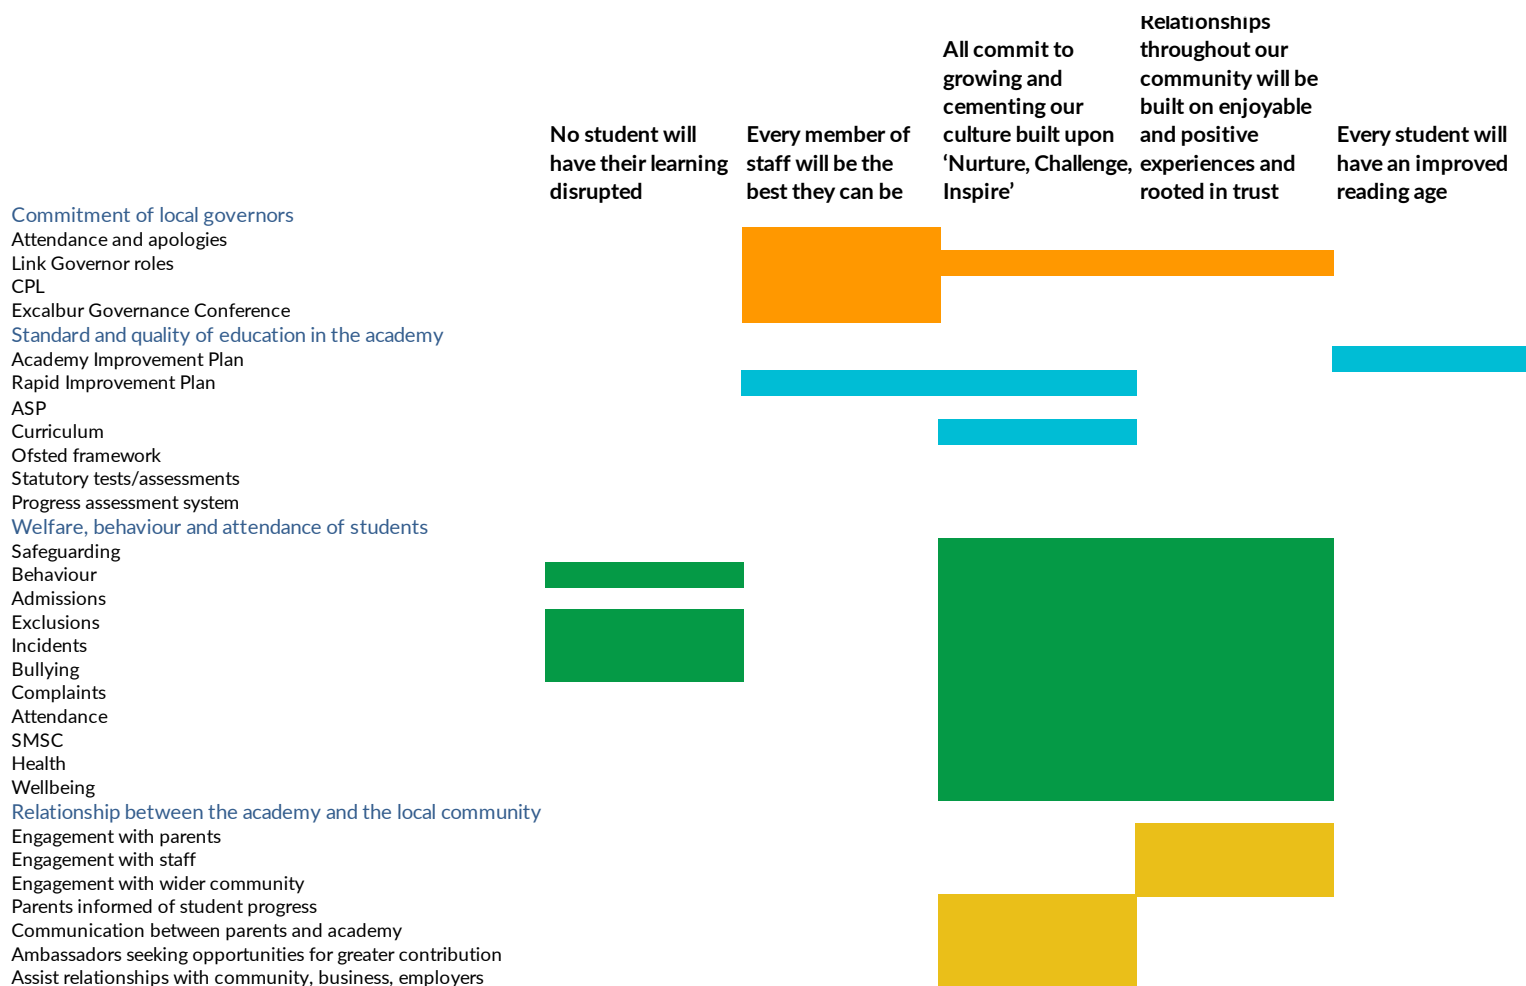 No student will
have their learning
disrupted
Every member of
staff will be the
best they can be
All commit to
growing and
cementing our
culture built upon
‘Nurture, Challenge,
Inspire’
Relationships
throughout our
community will be
built on enjoyable
and positive
experiences and
rooted in trust
Every student will
have an improved
reading age
Commitment of local governors
Attendance and apologies
Link Governor roles
CPL
Excalbur Governance Conference
Standard and quality of education in the academy
Academy Improvement Plan
Rapid Improvement Plan
ASP
Curriculum
Ofsted framework
Statutory tests/assessments
Progress assessment system
Welfare, behaviour and attendance of students
Safeguarding
Behaviour
Admissions
Exclusions
Incidents
Bullying
Complaints
Attendance
SMSC
Health
Wellbeing
Relationship between the academy and the local community
Engagement with parents
Engagement with staff
Engagement with wider community
Parents informed of student progress
Communication between parents and academy
Ambassadors seeking opportunities for greater contribution
Assist relationships with community, business, employers